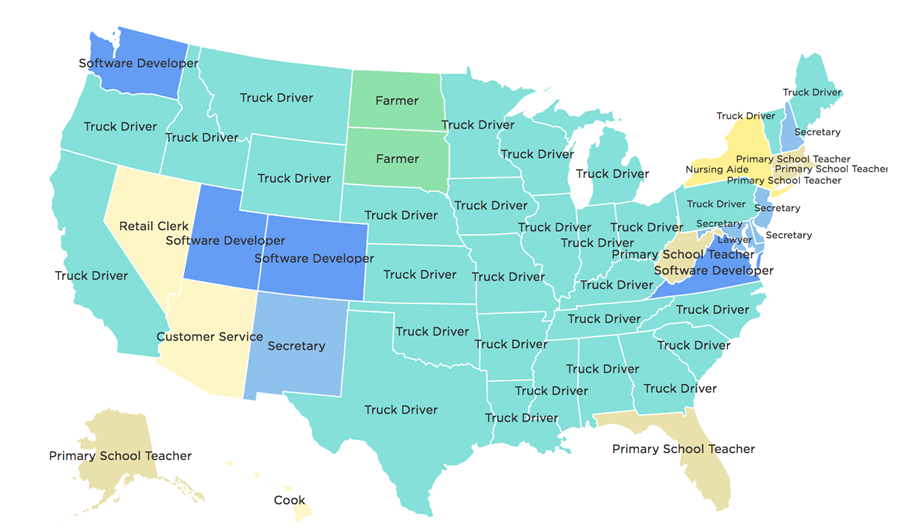 Software Developer
Truck Driver
Truck Driver
Farmer
Truck Driver
Truck Driver
Secretary
Truck Driver
Truck Driver
Truck Driver
Farmer
Primary School Teacher
Nursing Aide
Primary School Teacher
Truck Driver
Truck Driver
Primary School Teacher
Truck Driver
Truck Driver
Truck Driver
Secretary
Retail Clerk
Software Developer
Truck Driver
Truck Driver
Truck Driver
Secretary
Secretary
Lawyer
Software Developer
Primary School Teacher
Truck Driver
Truck Driver
Truck Driver
Truck Driver
Software Developer
Customer Service
Secretary
Truck Driver
Truck Driver
Truck Driver
Truck Driver
Truck Driver
Truck Driver
Truck Driver
Truck Driver
Truck Driver
Truck Driver
Primary School Teacher
Primary School Teacher
Cook